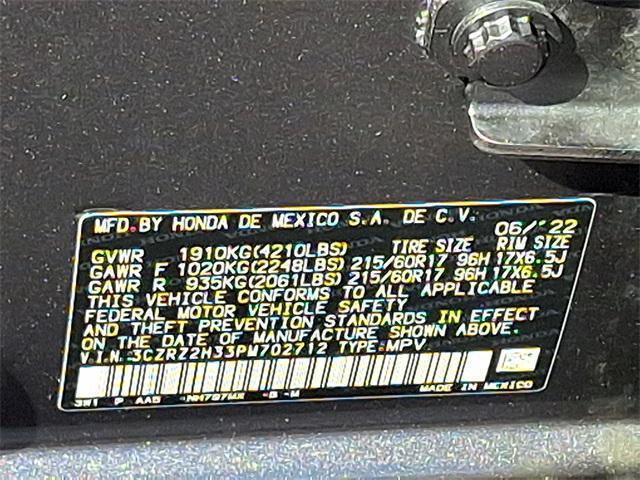 MFD. BY HONDA DE MEXICO S.A. DE C.V. 06/'22
GVWR 1910KG(4210LBS) TIRE SIZE RIM SIZE
GAWR F 1020KG(2248LBS) 215/60R17 96H 17X6.5J
GAWR R 935KG(2061LBS) 215/60R17 96H 17X6.5J
THIS VEHICLE CONFORMS TO ALL APPLICABLE
FEDERAL MOTOR VEHICLE SAFETY
AND THEFT PREVENTION STANDARDS IN EFFECT
ON THE DATE OF MANUFACTURE SHOWN ABOVE.
V.I.N. 3CZRZ2H33PM702712 TYPE:MPV
3W1 P AAO NH797MX -B -M MADE IN MEXICO